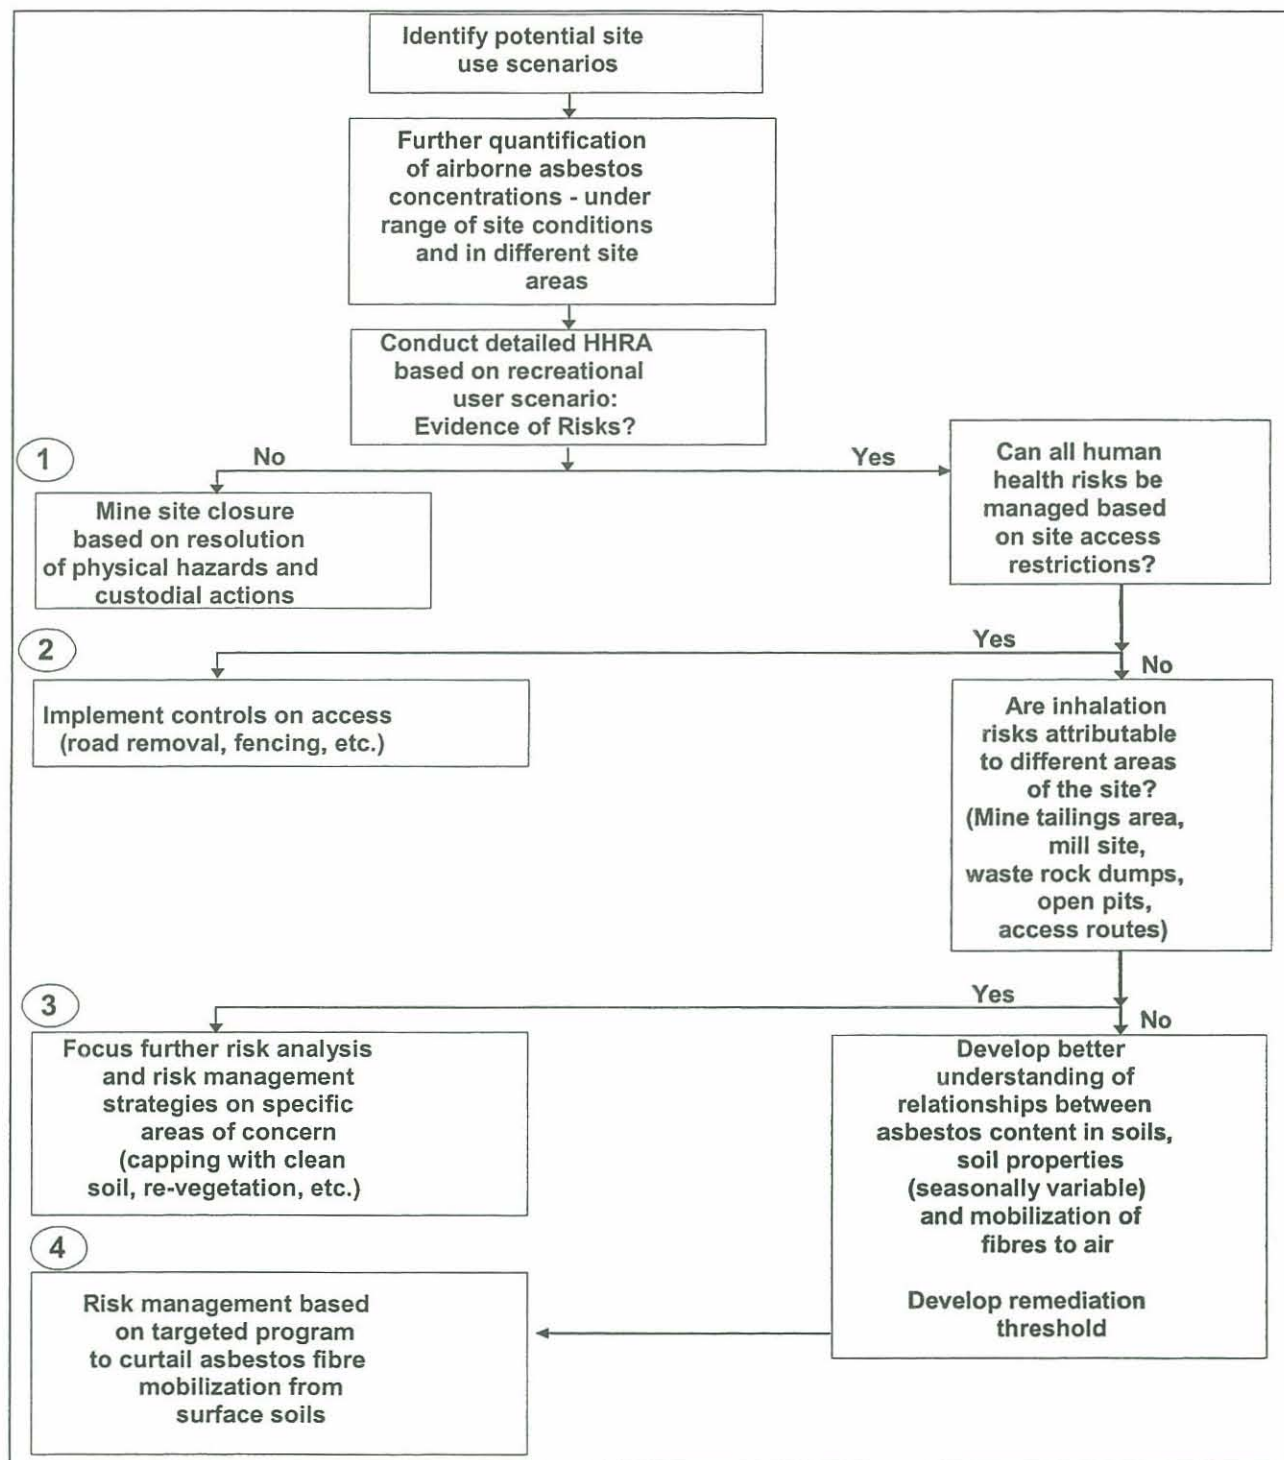 Identify potential site
use scenarios
Further quantification
of airborne asbestos
concentrations - under
range of site conditions
and in different site
areas
Conduct detailed HHRA
based on recreational
user scenario:
Evidence of Risks?
1
No
Yes
Mine site closure
based on resolution
of physical hazards and
custodial actions
Can all human
health risks be
managed based
on site access
restrictions?
2
Yes
No
Implement controls on access
(road removal, fencing, etc.)
Are inhalation
risks attributable
to different areas
of the site?
(Mine tailings area,
mill site,
waste rock dumps,
open pits,
access routes)
3
Yes
No
Focus further risk analysis
and risk management
strategies on specific
areas of concern
(capping with clean
soil, re-vegetation, etc.)
Develop better
understanding of
relationships between
asbestos content in soils,
soil properties
(seasonally variable)
and mobilization of
fibres to air
Develop remediation
threshold
4
Risk management based
on targeted program
to curtail asbestos fibre
mobilization from
surface soils